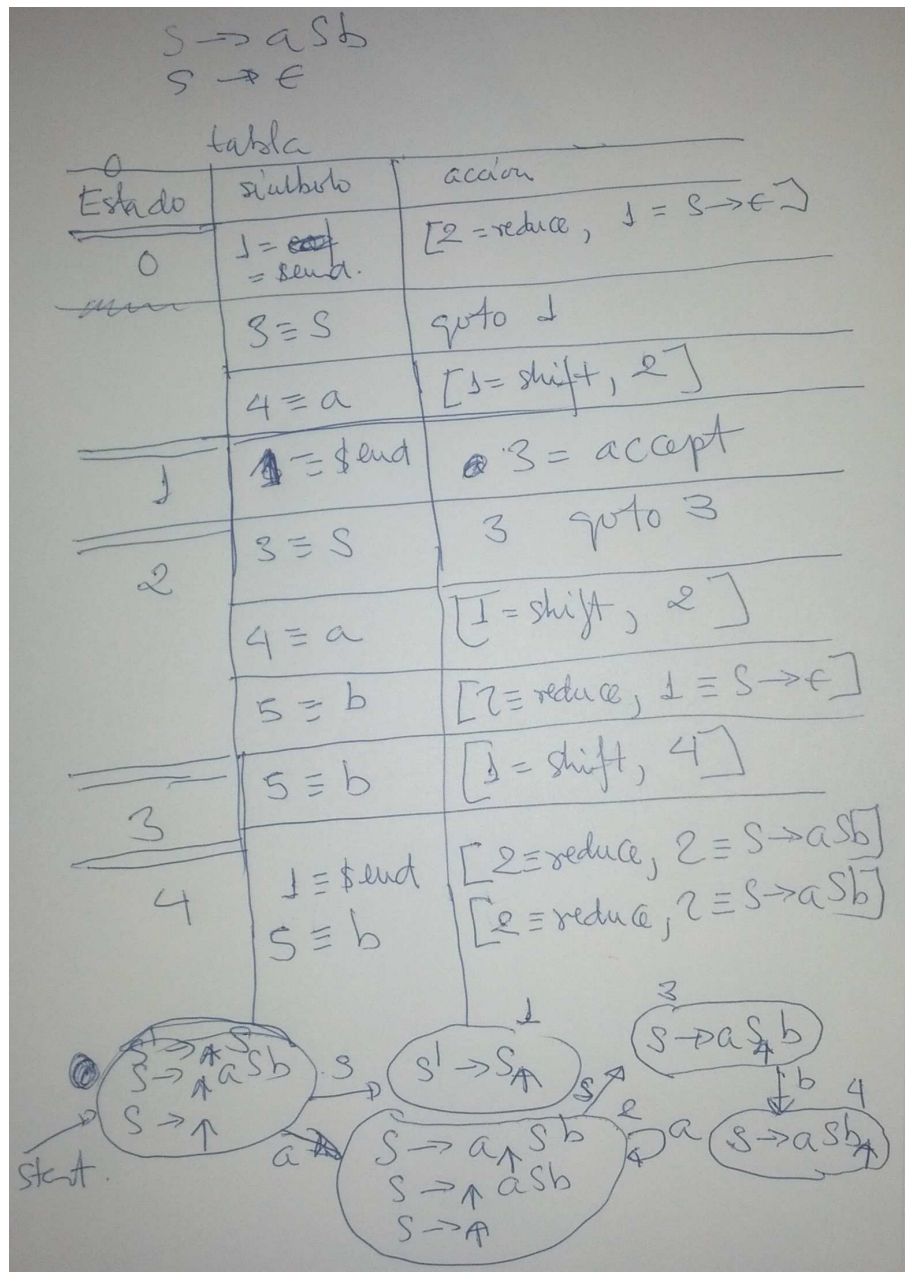 S → aSb
S → ϵ
tabla
Estado símbolo acción
0 1 = = $end. [2 = reduce, 1 = S → ϵ]
3 ≡ S goto 1
4 ≡ a [1 = shift, 2]
1 1 ≡ $end 3 = accept
2 3 ≡ S 3 goto 3
4 ≡ a [1 = shift, 2]
5 ≡ b [2 ≡ reduce, 1 ≡ S → ϵ]
3 5 ≡ b [1 = shift, 4]
4 1 ≡ $end [2 ≡ reduce, 2 ≡ S → aSb]
5 ≡ b [2 ≡ reduce, 2 ≡ S → aSb]
S' → ↑ S
S → ↑ aSb
S → ↑
start.
S
a
1
S' → S↑
S
2
S → a↑Sb
S → ↑aSb
S → ↑
a
3
S → aS↑b
b
4
S → aSb↑